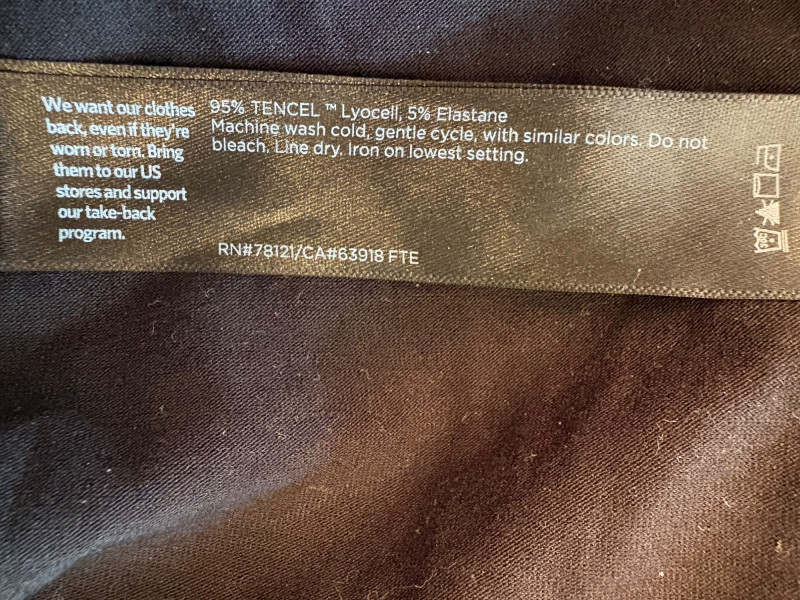 We want our clothes
back, even if they're
worn or torn. Bring
them to our US
stores and support
our take-back
program.
95% TENCEL ™ Lyocell, 5% Elastane
Machine wash cold, gentle cycle, with similar colors. Do not
bleach. Line dry. Iron on lowest setting.
RN#78121/CA#63918 FTE